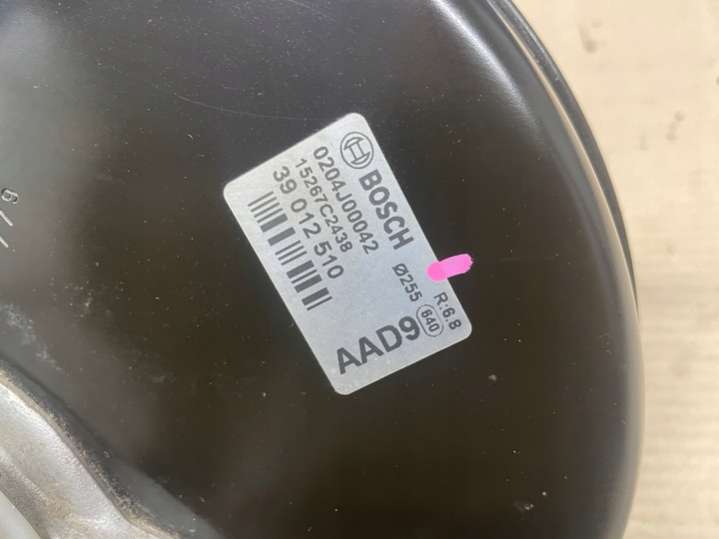 BOSCH
0204J00042
15267C2438
39 012 510
Ø255 R:6.8
640
AAD9